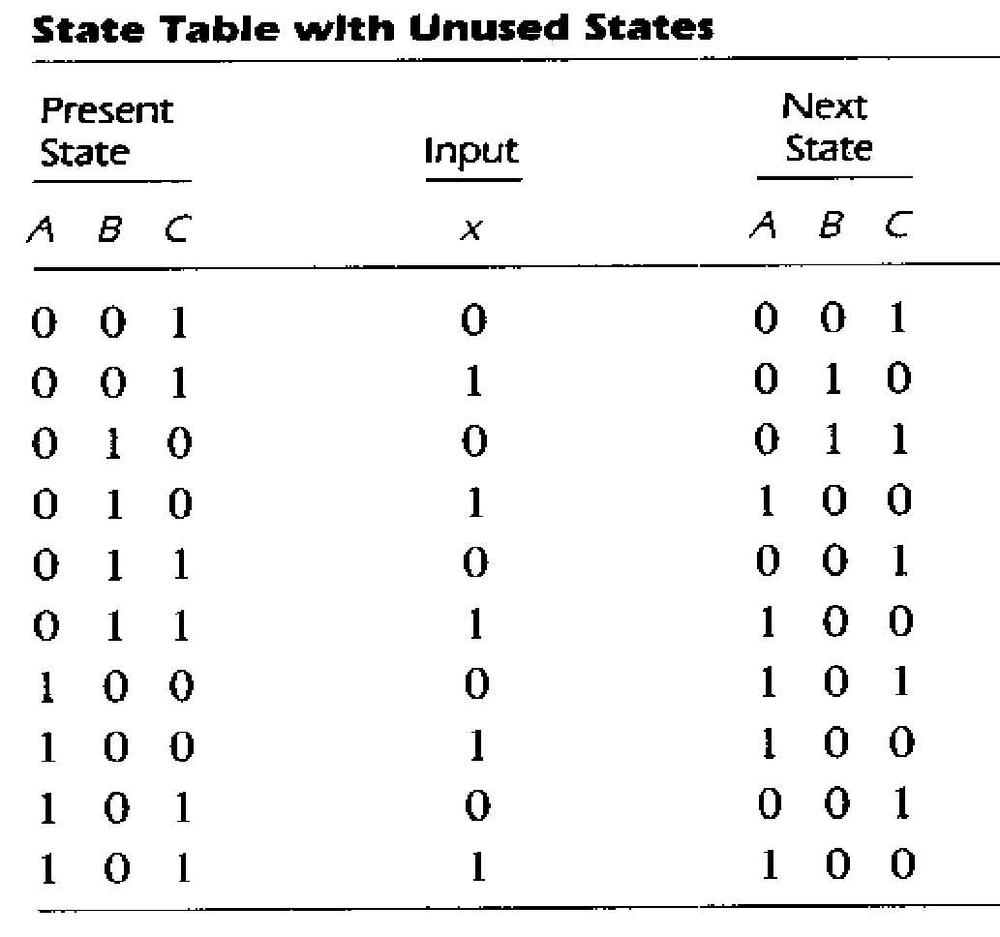 State Table with Unused States
Present State Input Next State
A B C x A B C
0 0 1 0 0 0 1
0 0 1 1 0 1 0
0 1 0 0 0 1 1
0 1 0 1 1 0 0
0 1 1 0 0 0 1
0 1 1 1 1 0 0
1 0 0 0 1 0 1
1 0 0 1 1 0 0
1 0 1 0 0 0 1
1 0 1 1 1 0 0